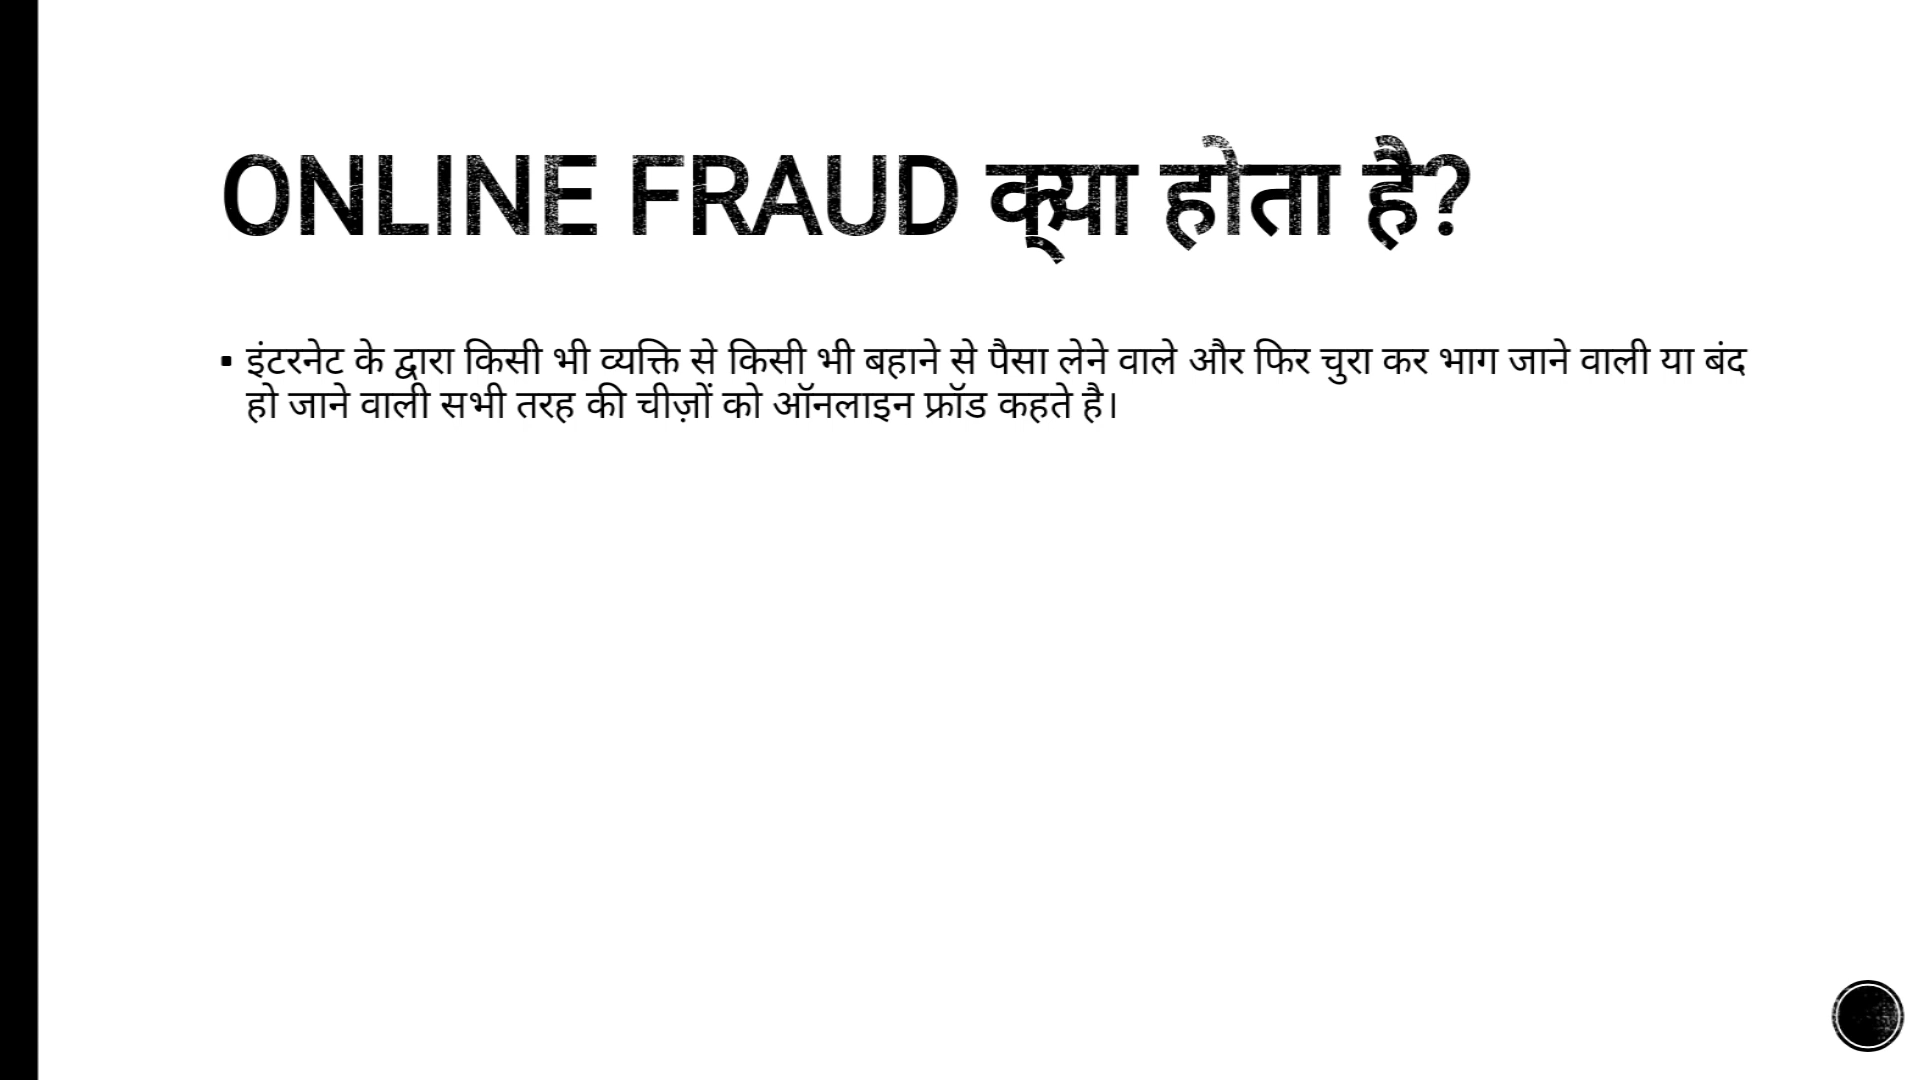 ONLINE FRAUD क्या होता है?
▪ इंटरनेट के द्वारा किसी भी व्यक्ति से किसी भी बहाने से पैसा लेने वाले और फिर चुरा कर भाग जाने वाली या बंद
हो जाने वाली सभी तरह की चीज़ों को ऑनलाइन फ्रॉड कहते है।